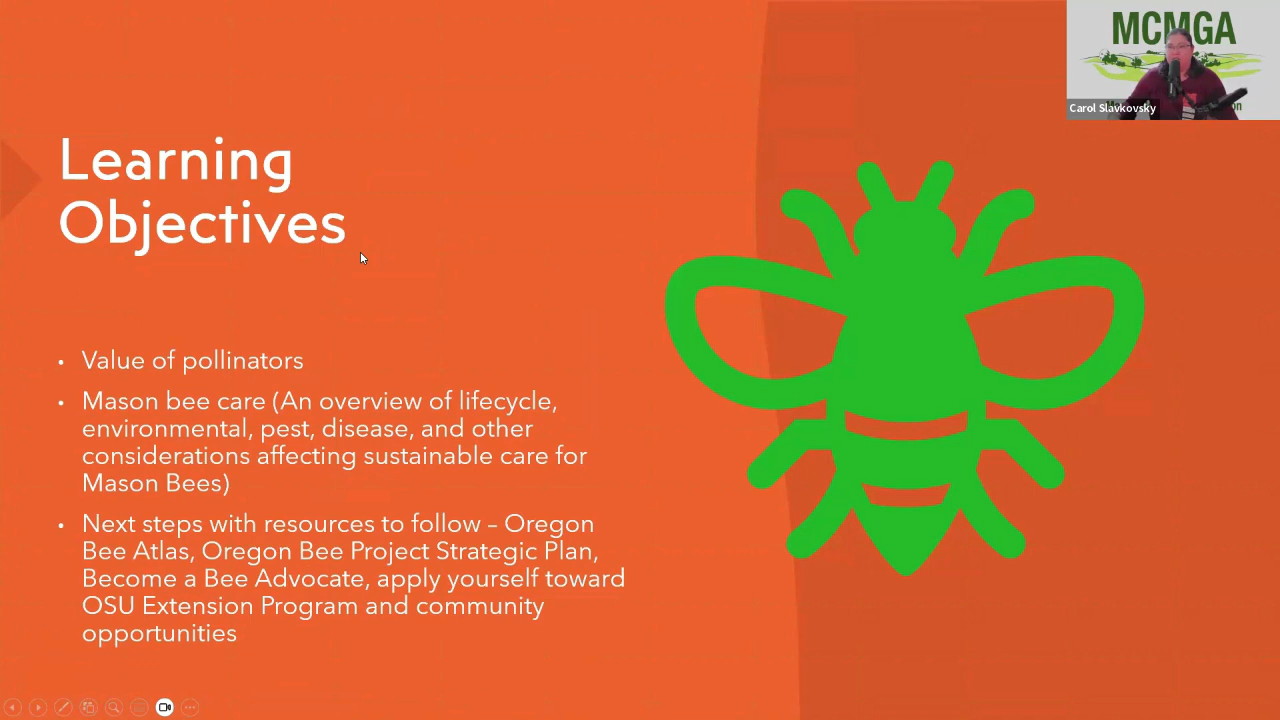 MCMGA
Carol Slavkovsky
Learning
Objectives
• Value of pollinators
• Mason bee care (An overview of lifecycle,
environmental, pest, disease, and other
considerations affecting sustainable care for
Mason Bees)
• Next steps with resources to follow – Oregon
Bee Atlas, Oregon Bee Project Strategic Plan,
Become a Bee Advocate, apply yourself toward
OSU Extension Program and community
opportunities